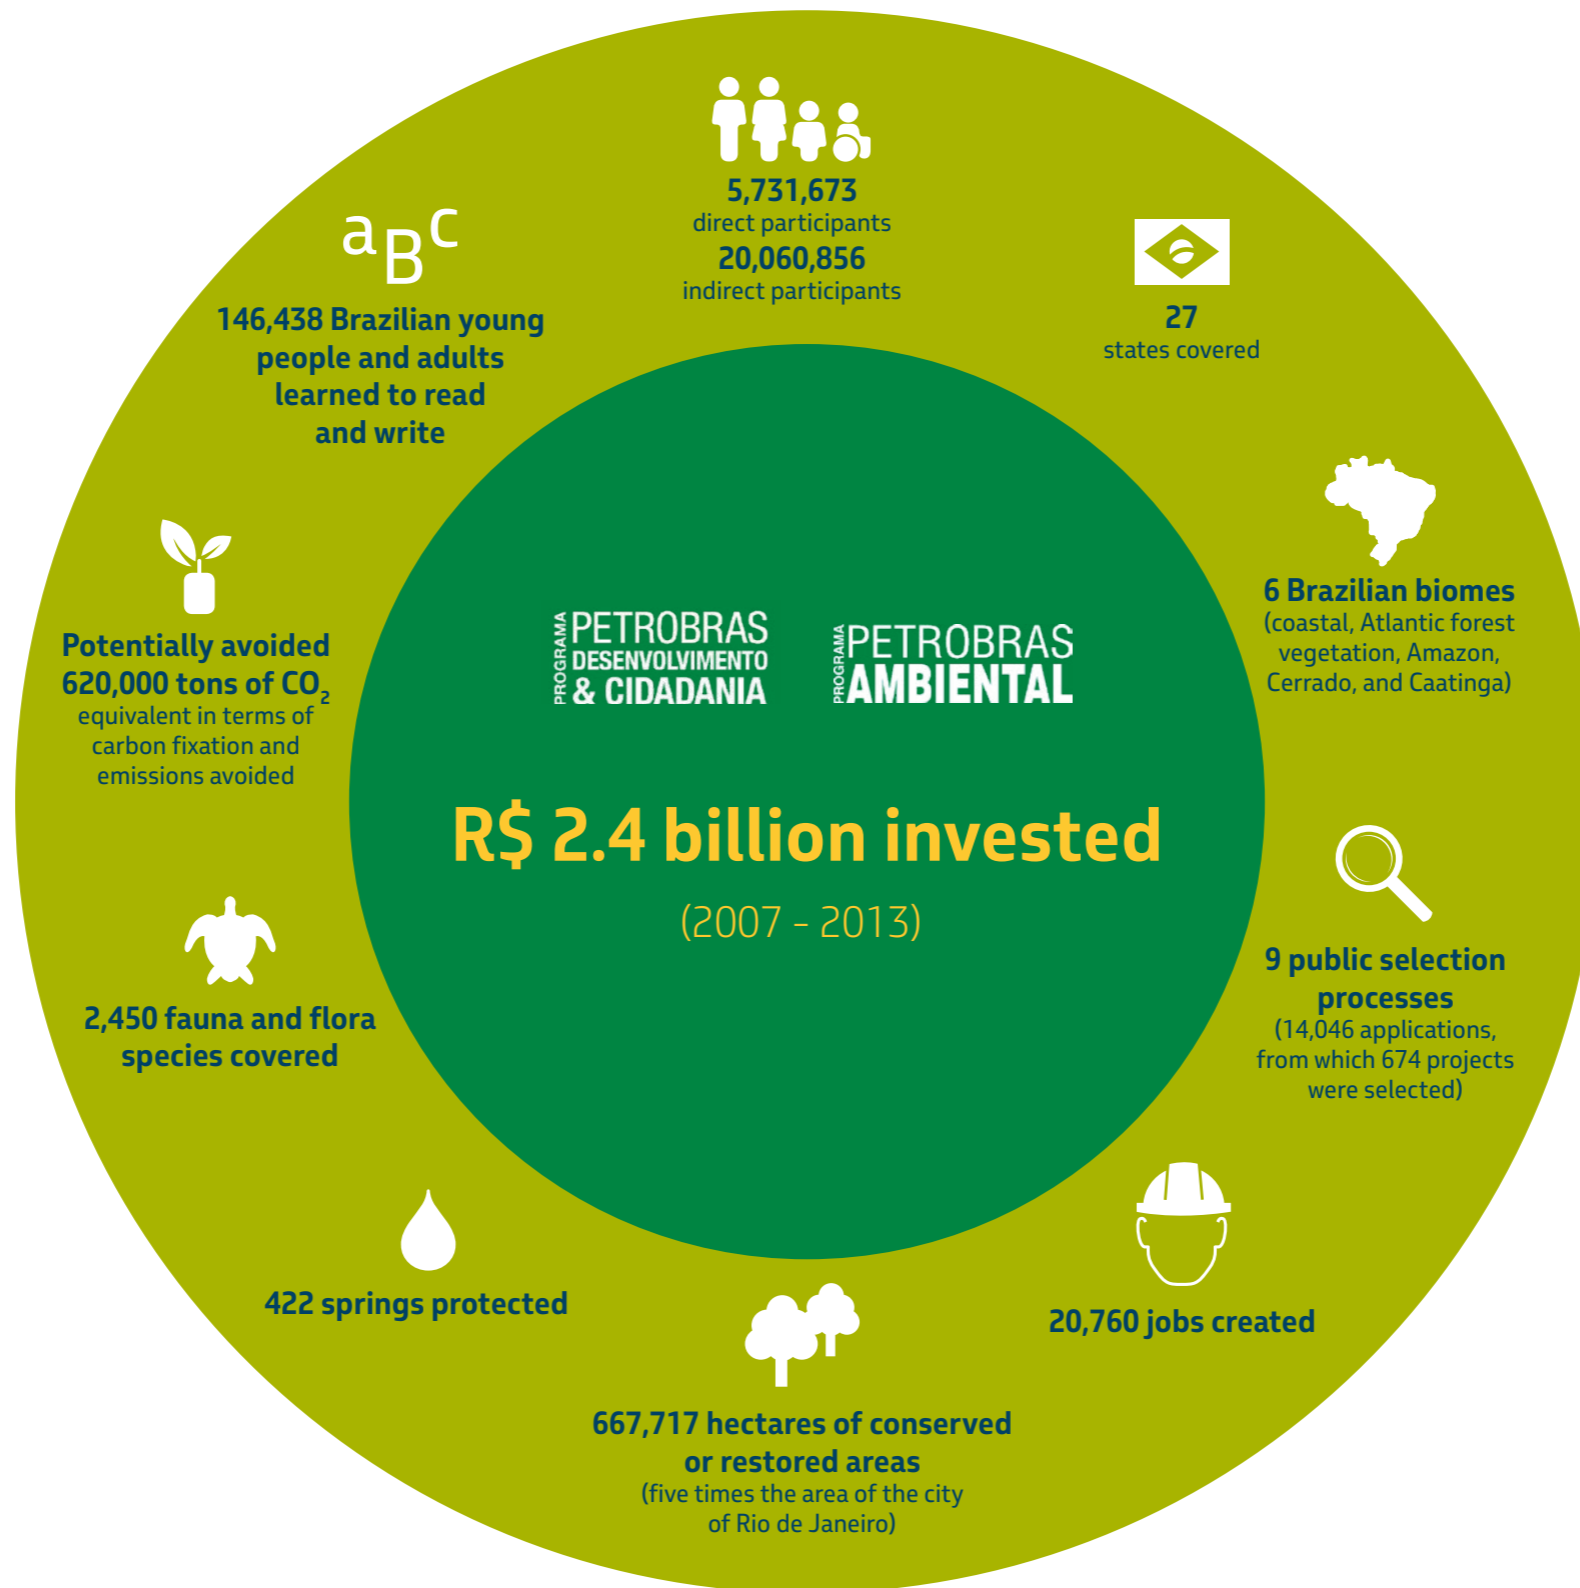 5,731,673
direct participants
20,060,856
indirect participants
27
states covered
6 Brazilian biomes
(coastal, Atlantic forest
vegetation, Amazon,
Cerrado, and Caatinga)
9 public selection
processes
(14,046 applications,
from which 674 projects
were selected)
20,760 jobs created
667,717 hectares of conserved
or restored areas
(five times the area of the city
of Rio de Janeiro)
422 springs protected
2,450 fauna and flora
species covered
Potentially avoided
620,000 tons of CO₂
equivalent in terms of
carbon fixation and
emissions avoided
aBc
146,438 Brazilian young
people and adults
learned to read
and write
PROGRAMA
PETROBRAS
DESENVOLVIMENTO
& CIDADANIA
PROGRAMA
PETROBRAS
AMBIENTAL
R$ 2.4 billion invested
(2007 - 2013)